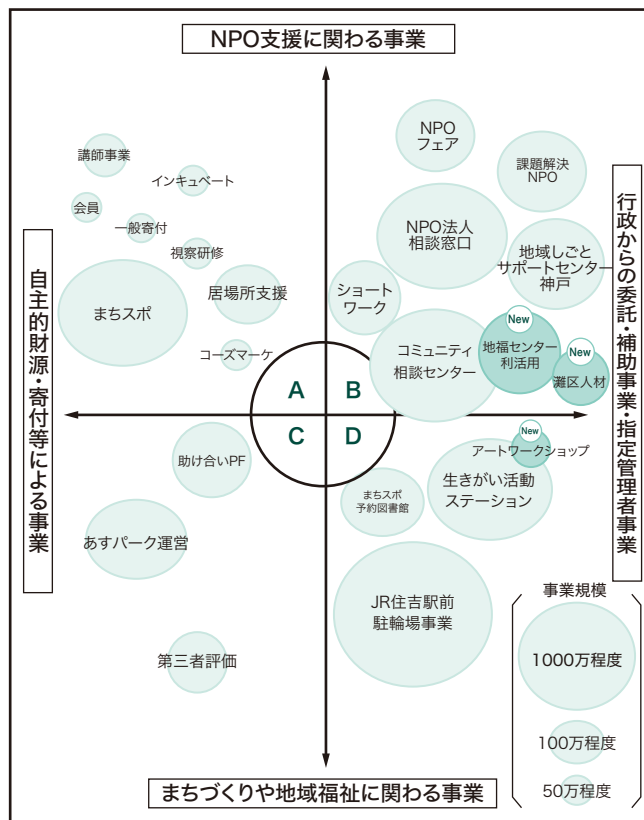 NPO支援に関わる事業
NPO
フェア
講師事業
課題解決
NPO
インキュベート
会員
一般寄付
NPO法人
相談窓口
視察研修
地域しごと
サポートセンター
神戸
居場所支援
ショート
ワーク
まちスポ
New
地福センター
利活用
コミュニティ
相談センター
New
灘区人材
コーズマーケ
自主的財源・寄付等による事業
行政からの委託・補助事業・指定管理者事業
A
B
C
D
New
アートワークショップ
助け合いPF
生きがい活動
ステーション
まちスポ
予約図書館
あすパーク運営
JR住吉駅前
駐輪場事業
第三者評価
事業規模
1000万程度
100万程度
50万程度
まちづくりや地域福祉に関わる事業